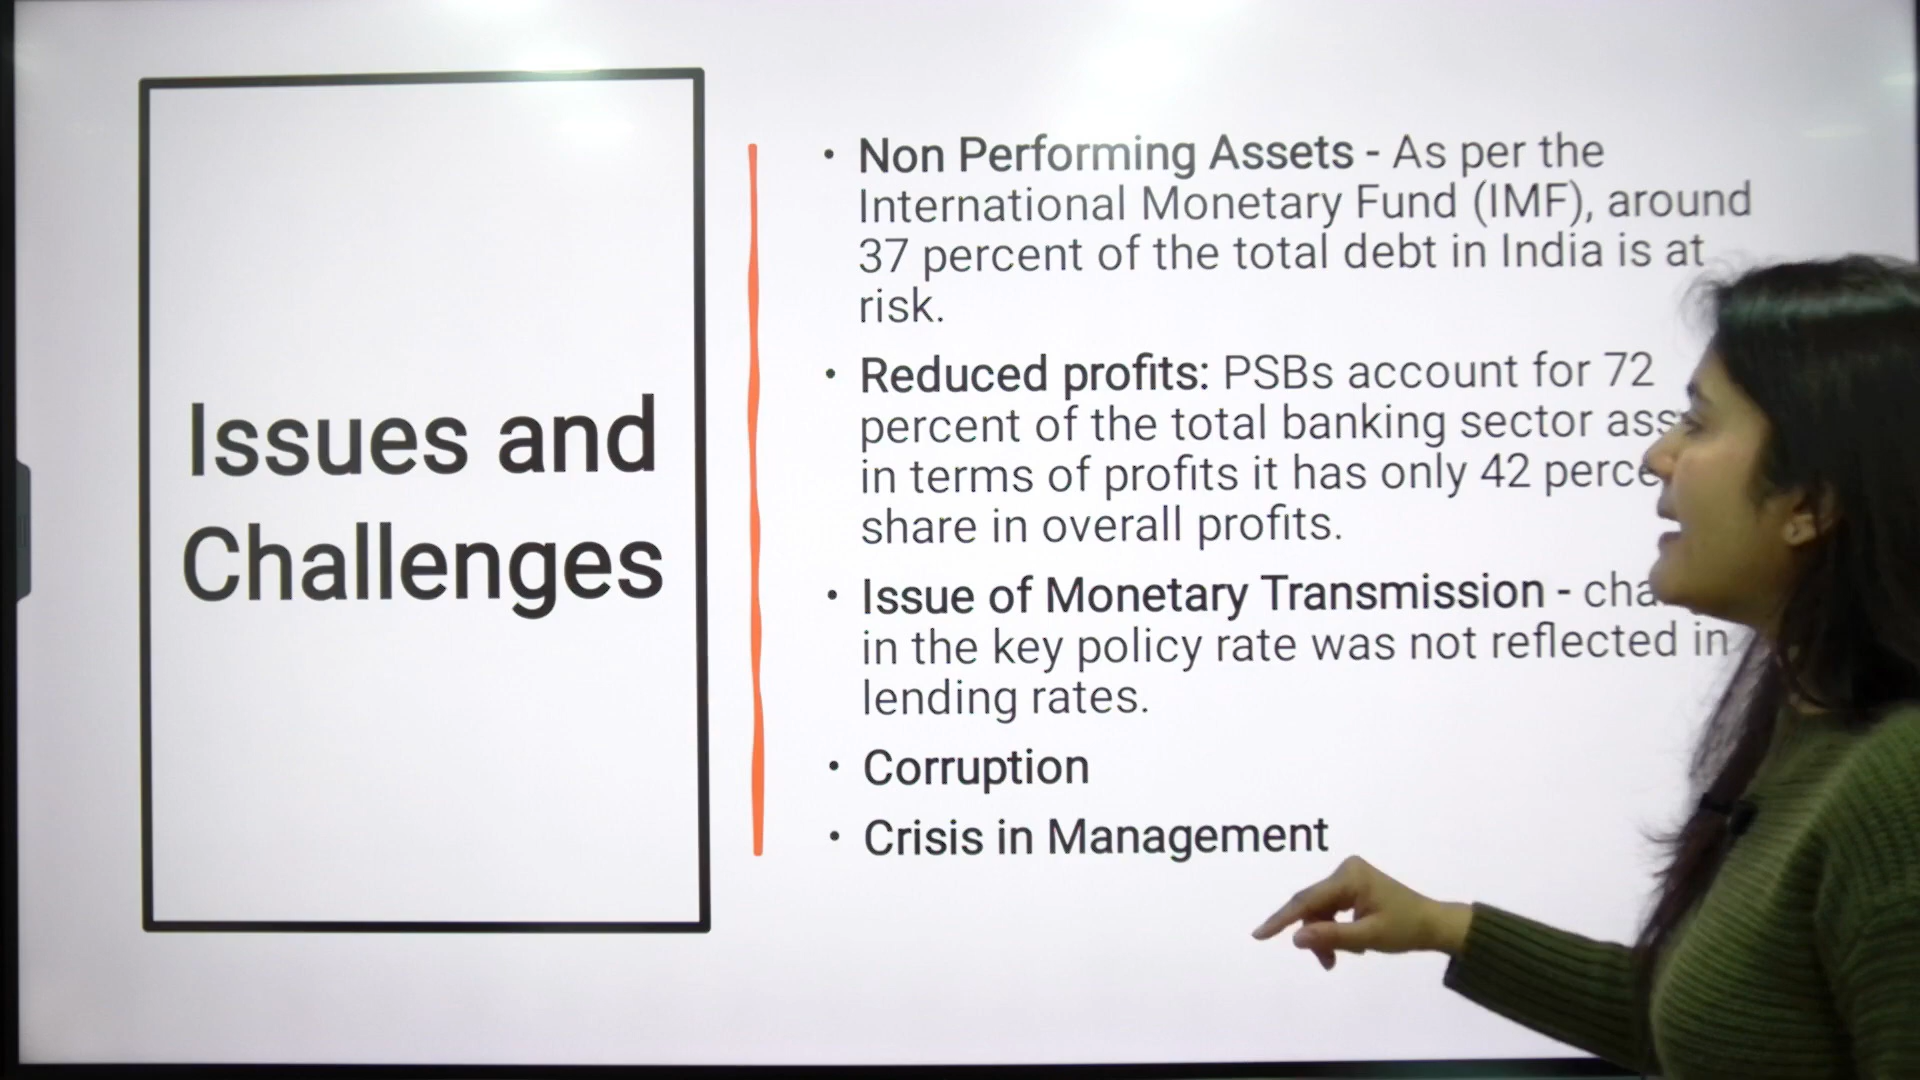 Issues and
Challenges
• Non Performing Assets - As per the
International Monetary Fund (IMF), around
37 percent of the total debt in India is at
risk.
• Reduced profits: PSBs account for 72
percent of the total banking sector
in terms of profits it has only 42
share in overall profits.
• Issue of Monetary Transmission -
in the key policy rate was not reflected in
lending rates.
• Corruption
• Crisis in Management